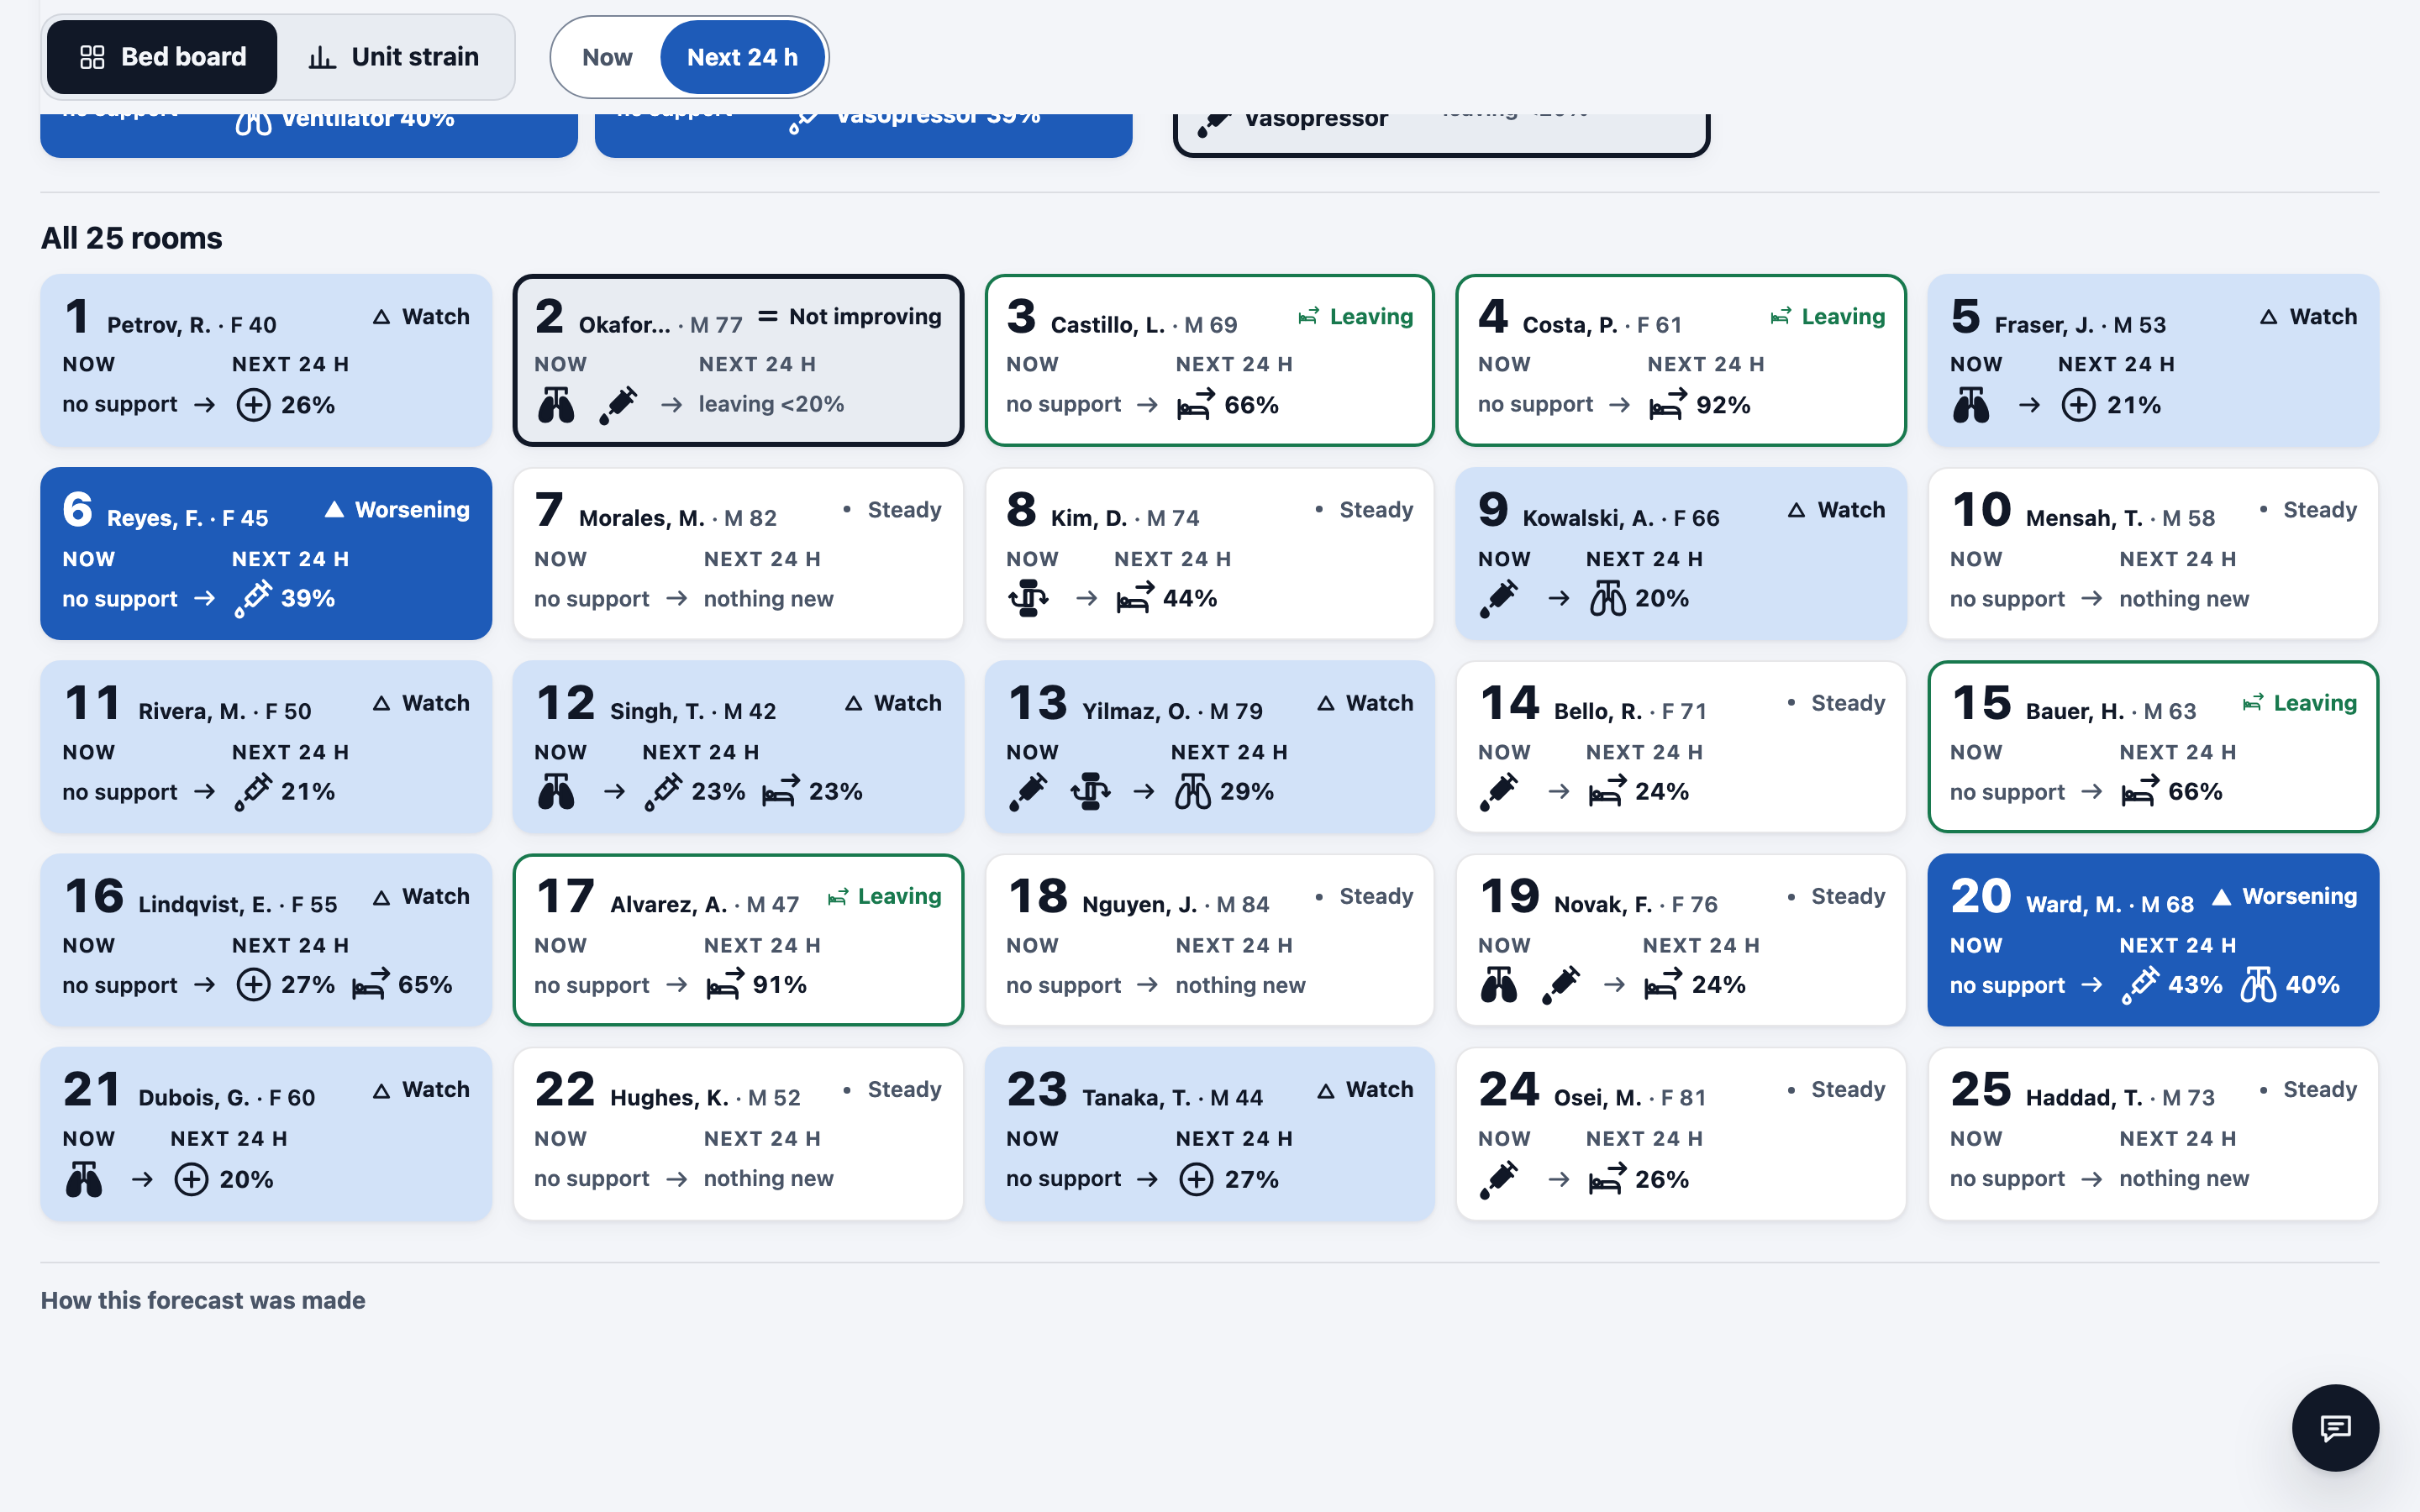 Bed board
Unit strain
Now
Next 24 h
no support
Ventilator 40%
no support
Vasopressor 39%
Vasopressor
leaving <20%
All 25 rooms
1 Petrov, R. · F 40 Watch
NOW NEXT 24 H
no support → 26%
2 Okafor... · M 77 = Not improving
NOW NEXT 24 H
→ leaving <20%
3 Castillo, L. · M 69 Leaving
NOW NEXT 24 H
no support → 66%
4 Costa, P. · F 61 Leaving
NOW NEXT 24 H
no support → 92%
5 Fraser, J. · M 53 Watch
NOW NEXT 24 H
→ 21%
6 Reyes, F. · F 45 Worsening
NOW NEXT 24 H
no support → 39%
7 Morales, M. · M 82 • Steady
NOW NEXT 24 H
no support → nothing new
8 Kim, D. · M 74 • Steady
NOW NEXT 24 H
→ 44%
9 Kowalski, A. · F 66 Watch
NOW NEXT 24 H
→ 20%
10 Mensah, T. · M 58 • Steady
NOW NEXT 24 H
no support → nothing new
11 Rivera, M. · F 50 Watch
NOW NEXT 24 H
no support → 21%
12 Singh, T. · M 42 Watch
NOW NEXT 24 H
→ 23% 23%
13 Yilmaz, O. · M 79 Watch
NOW NEXT 24 H
→ 29%
14 Bello, R. · F 71 • Steady
NOW NEXT 24 H
→ 24%
15 Bauer, H. · M 63 Leaving
NOW NEXT 24 H
no support → 66%
16 Lindqvist, E. · F 55 Watch
NOW NEXT 24 H
no support → 27% 65%
17 Alvarez, A. · M 47 Leaving
NOW NEXT 24 H
no support → 91%
18 Nguyen, J. · M 84 • Steady
NOW NEXT 24 H
no support → nothing new
19 Novak, F. · F 76 • Steady
NOW NEXT 24 H
→ 24%
20 Ward, M. · M 68 Worsening
NOW NEXT 24 H
no support → 43% 40%
21 Dubois, G. · F 60 Watch
NOW NEXT 24 H
→ 20%
22 Hughes, K. · M 52 • Steady
NOW NEXT 24 H
no support → nothing new
23 Tanaka, T. · M 44 Watch
NOW NEXT 24 H
no support → 27%
24 Osei, M. · F 81 • Steady
NOW NEXT 24 H
→ 26%
25 Haddad, T. · M 73 • Steady
NOW NEXT 24 H
no support → nothing new
How this forecast was made